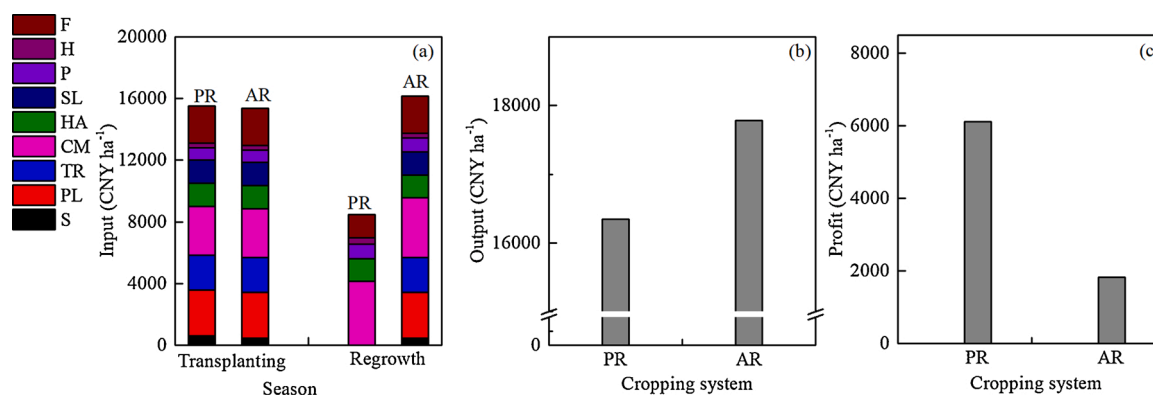 F
H
P
SL
HA
CM
TR
PL
S
20000
16000
12000
8000
4000
0
Input (CNY ha⁻¹)
(a)
PR
AR
PR
AR
Transplanting
Regrowth
Season
18000
16000
0
Output (CNY ha⁻¹)
(b)
PR
AR
Cropping system
8000
6000
4000
2000
0
Profit (CNY ha⁻¹)
(c
PR
AR
Cropping system